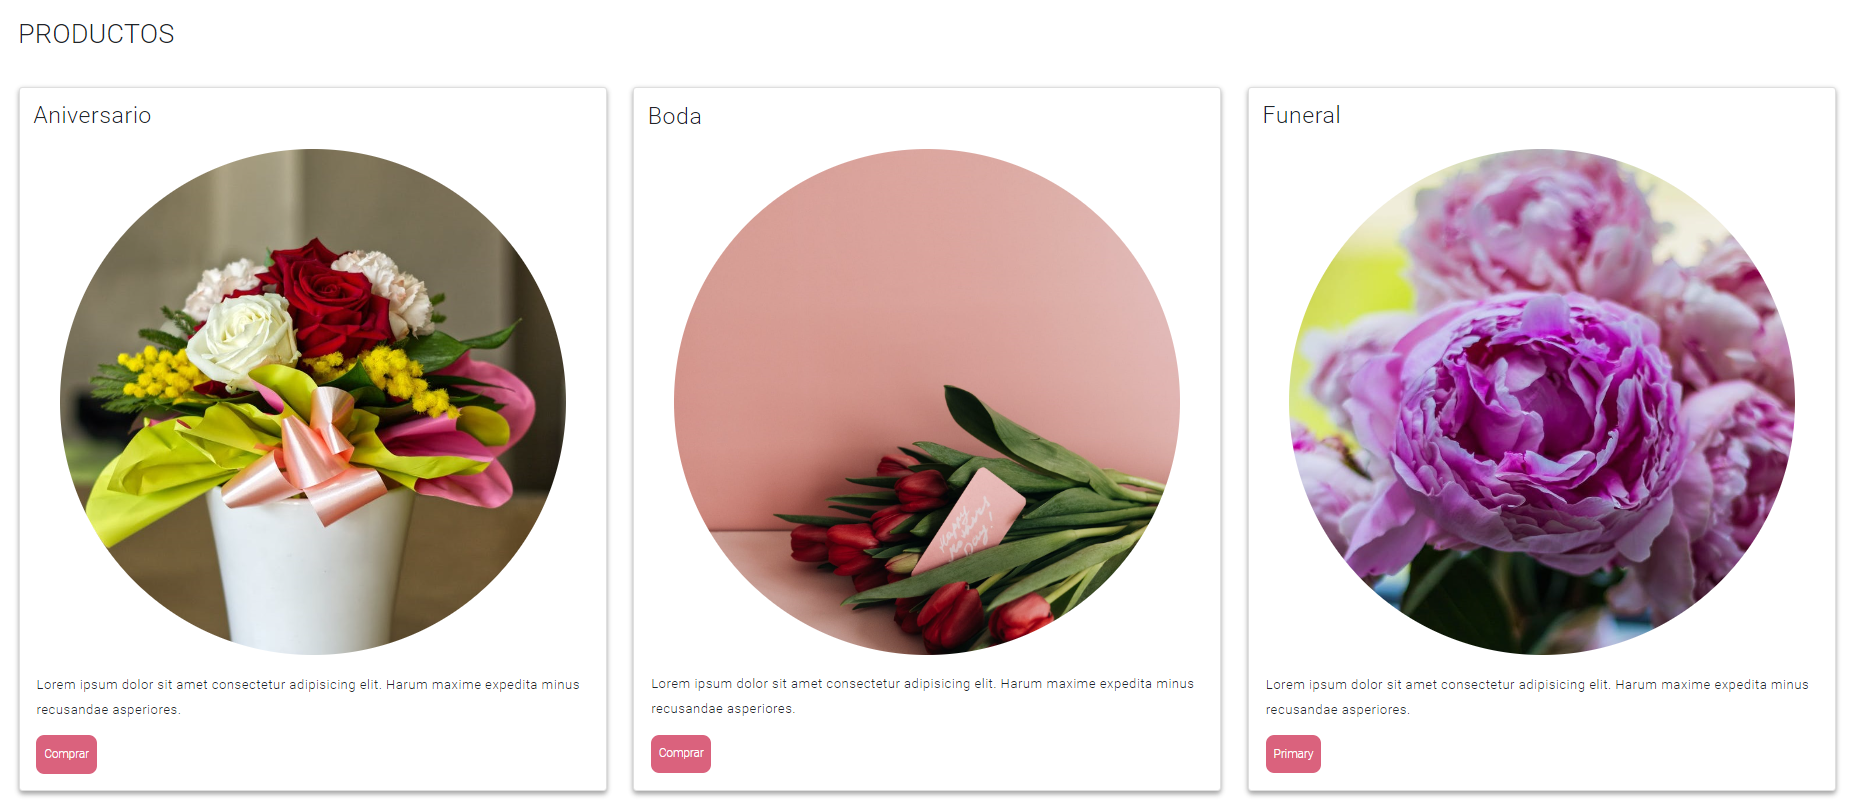 PRODUCTOS
Aniversario
Lorem ipsum dolor sit amet consectetur adipisicing elit. Harum maxime expedita minus
recusandae asperiores.
Comprar
Boda
Happy
Mothers
Day!
Lorem ipsum dolor sit amet consectetur adipisicing elit. Harum maxime expedita minus
recusandae asperiores.
Comprar
Funeral
Lorem ipsum dolor sit amet consectetur adipisicing elit. Harum maxime expedita minus
recusandae asperiores.
Primary